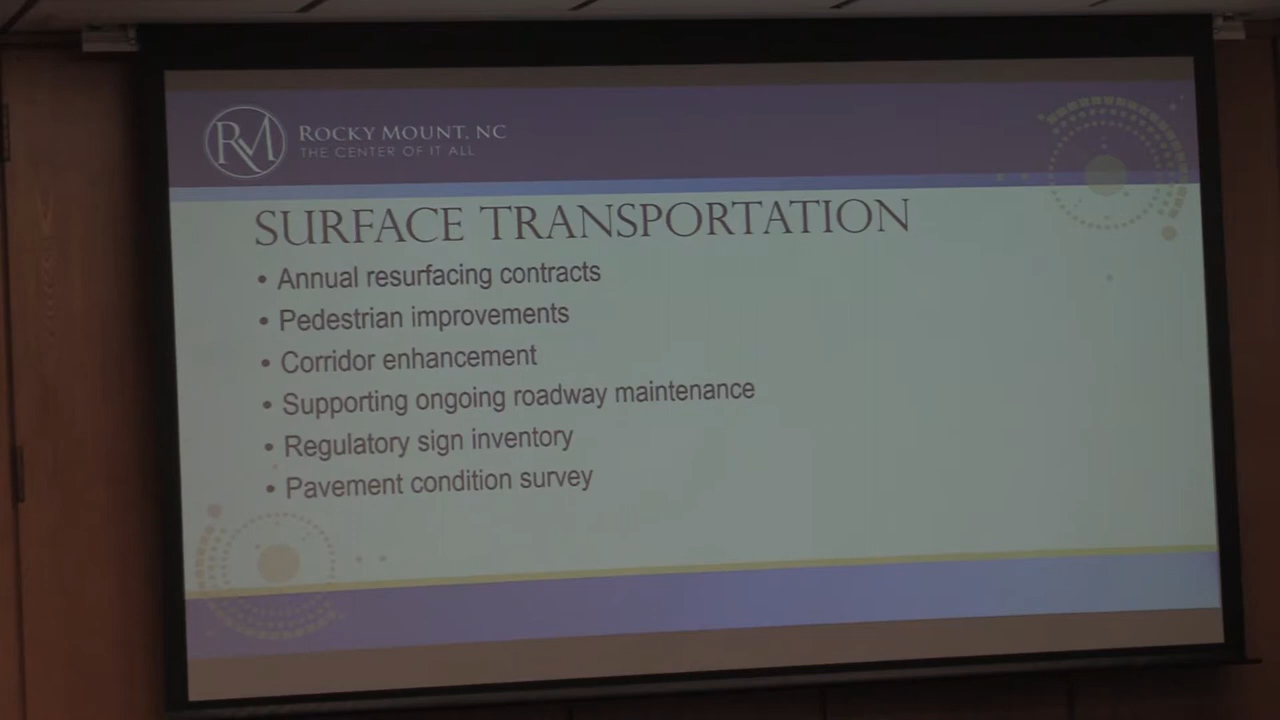 RM
ROCKY MOUNT, NC
THE CENTER OF IT ALL
SURFACE TRANSPORTATION
• Annual resurfacing contracts
• Pedestrian improvements
• Corridor enhancement
• Supporting ongoing roadway maintenance
• Regulatory sign inventory
• Pavement condition survey